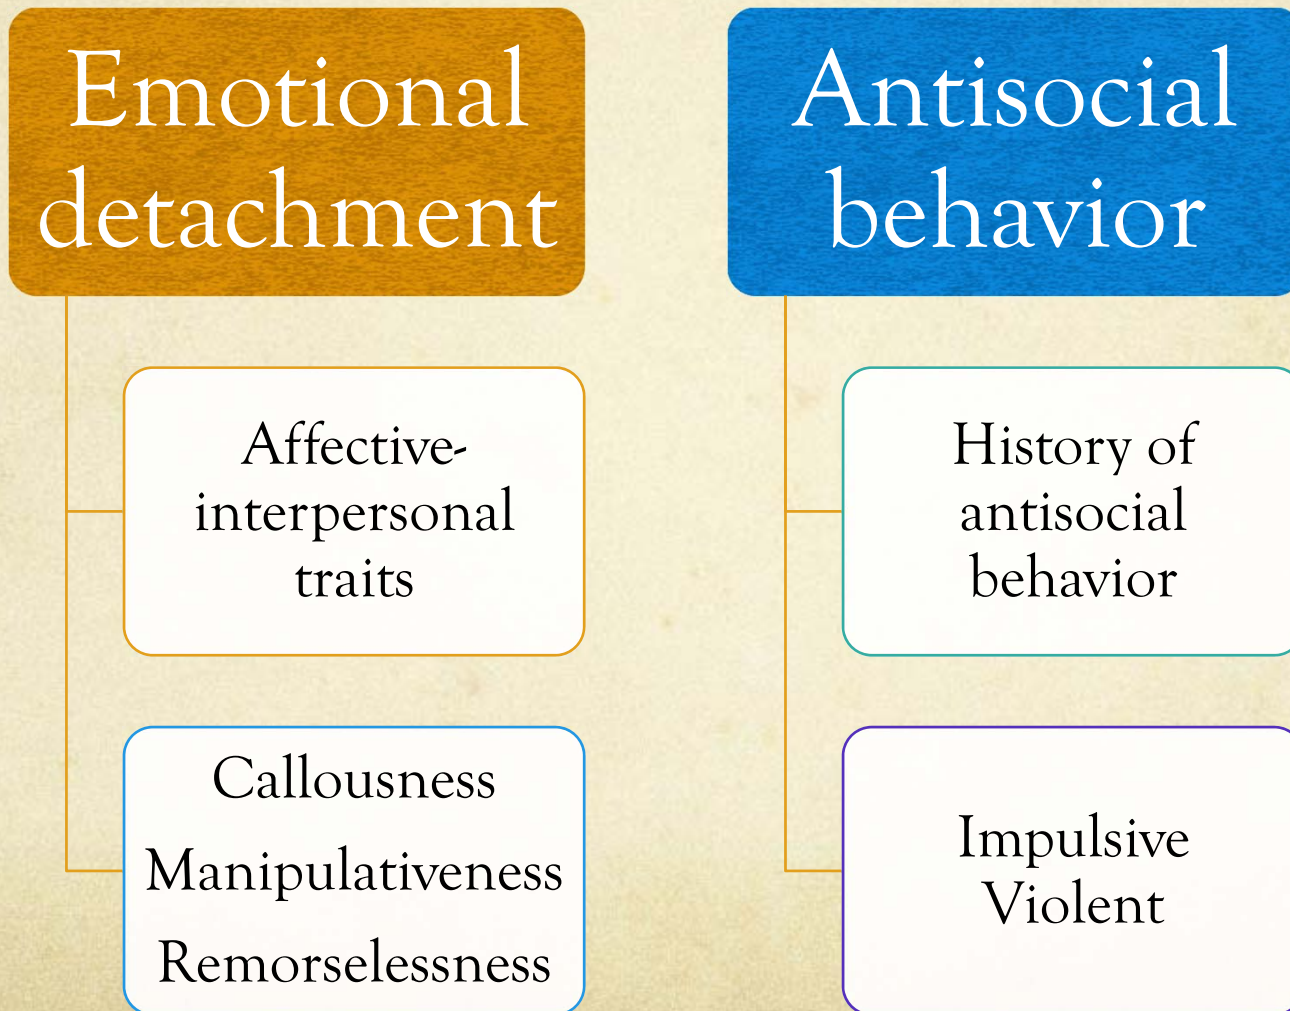 Emotional
detachment
Affective-
interpersonal
traits
Callousness
Manipulativeness
Remorselessness
Antisocial
behavior
History of
antisocial
behavior
Impulsive
Violent